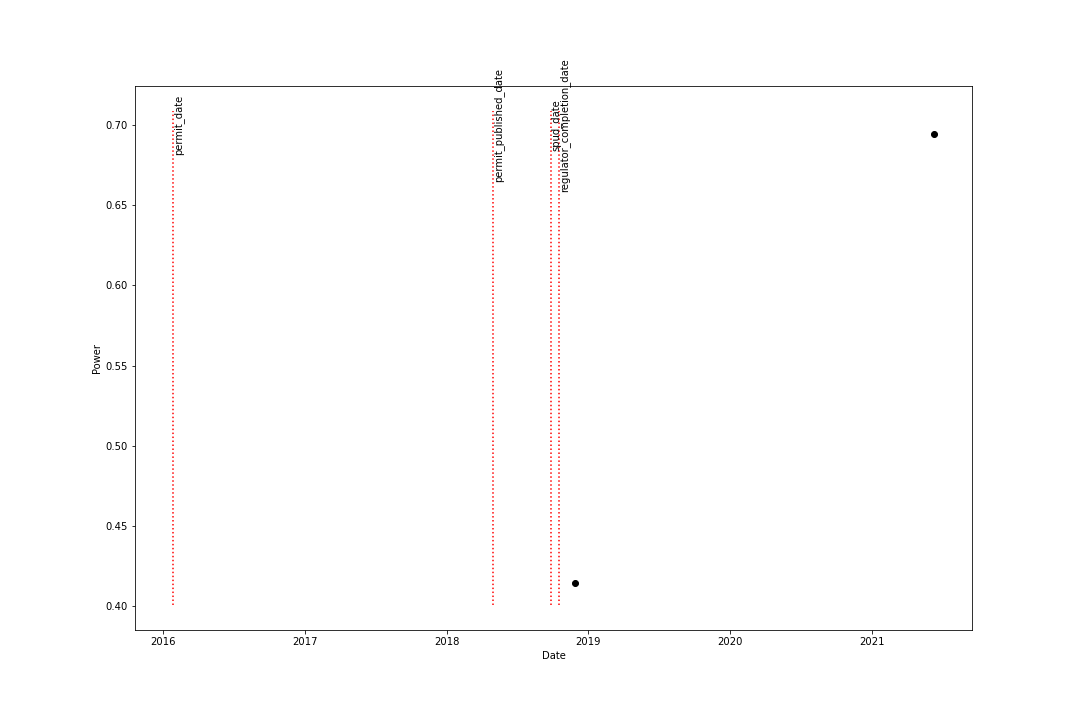 permit_date
permit_published_date
spud_date
regulator_completion_date
0.70
0.65
0.60
0.55
0.50
0.45
0.40
Power
2016
2017
2018
2019
2020
2021
Date